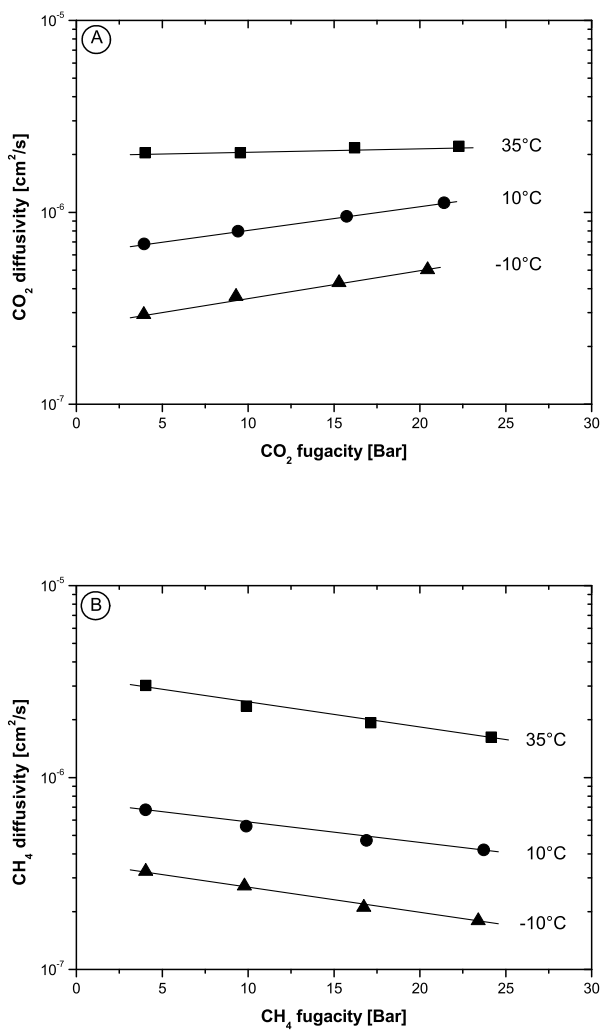 A
10⁻⁵
10⁻⁶
10⁻⁷
CO₂ diffusivity [cm²/s]
35°C
10°C
-10°C
0 5 10 15 20 25 30
CO₂ fugacity [Bar]
B
10⁻⁵
10⁻⁶
10⁻⁷
CH₄ diffusivity [cm²/s]
35°C
10°C
-10°C
0 5 10 15 20 25 30
CH₄ fugacity [Bar]